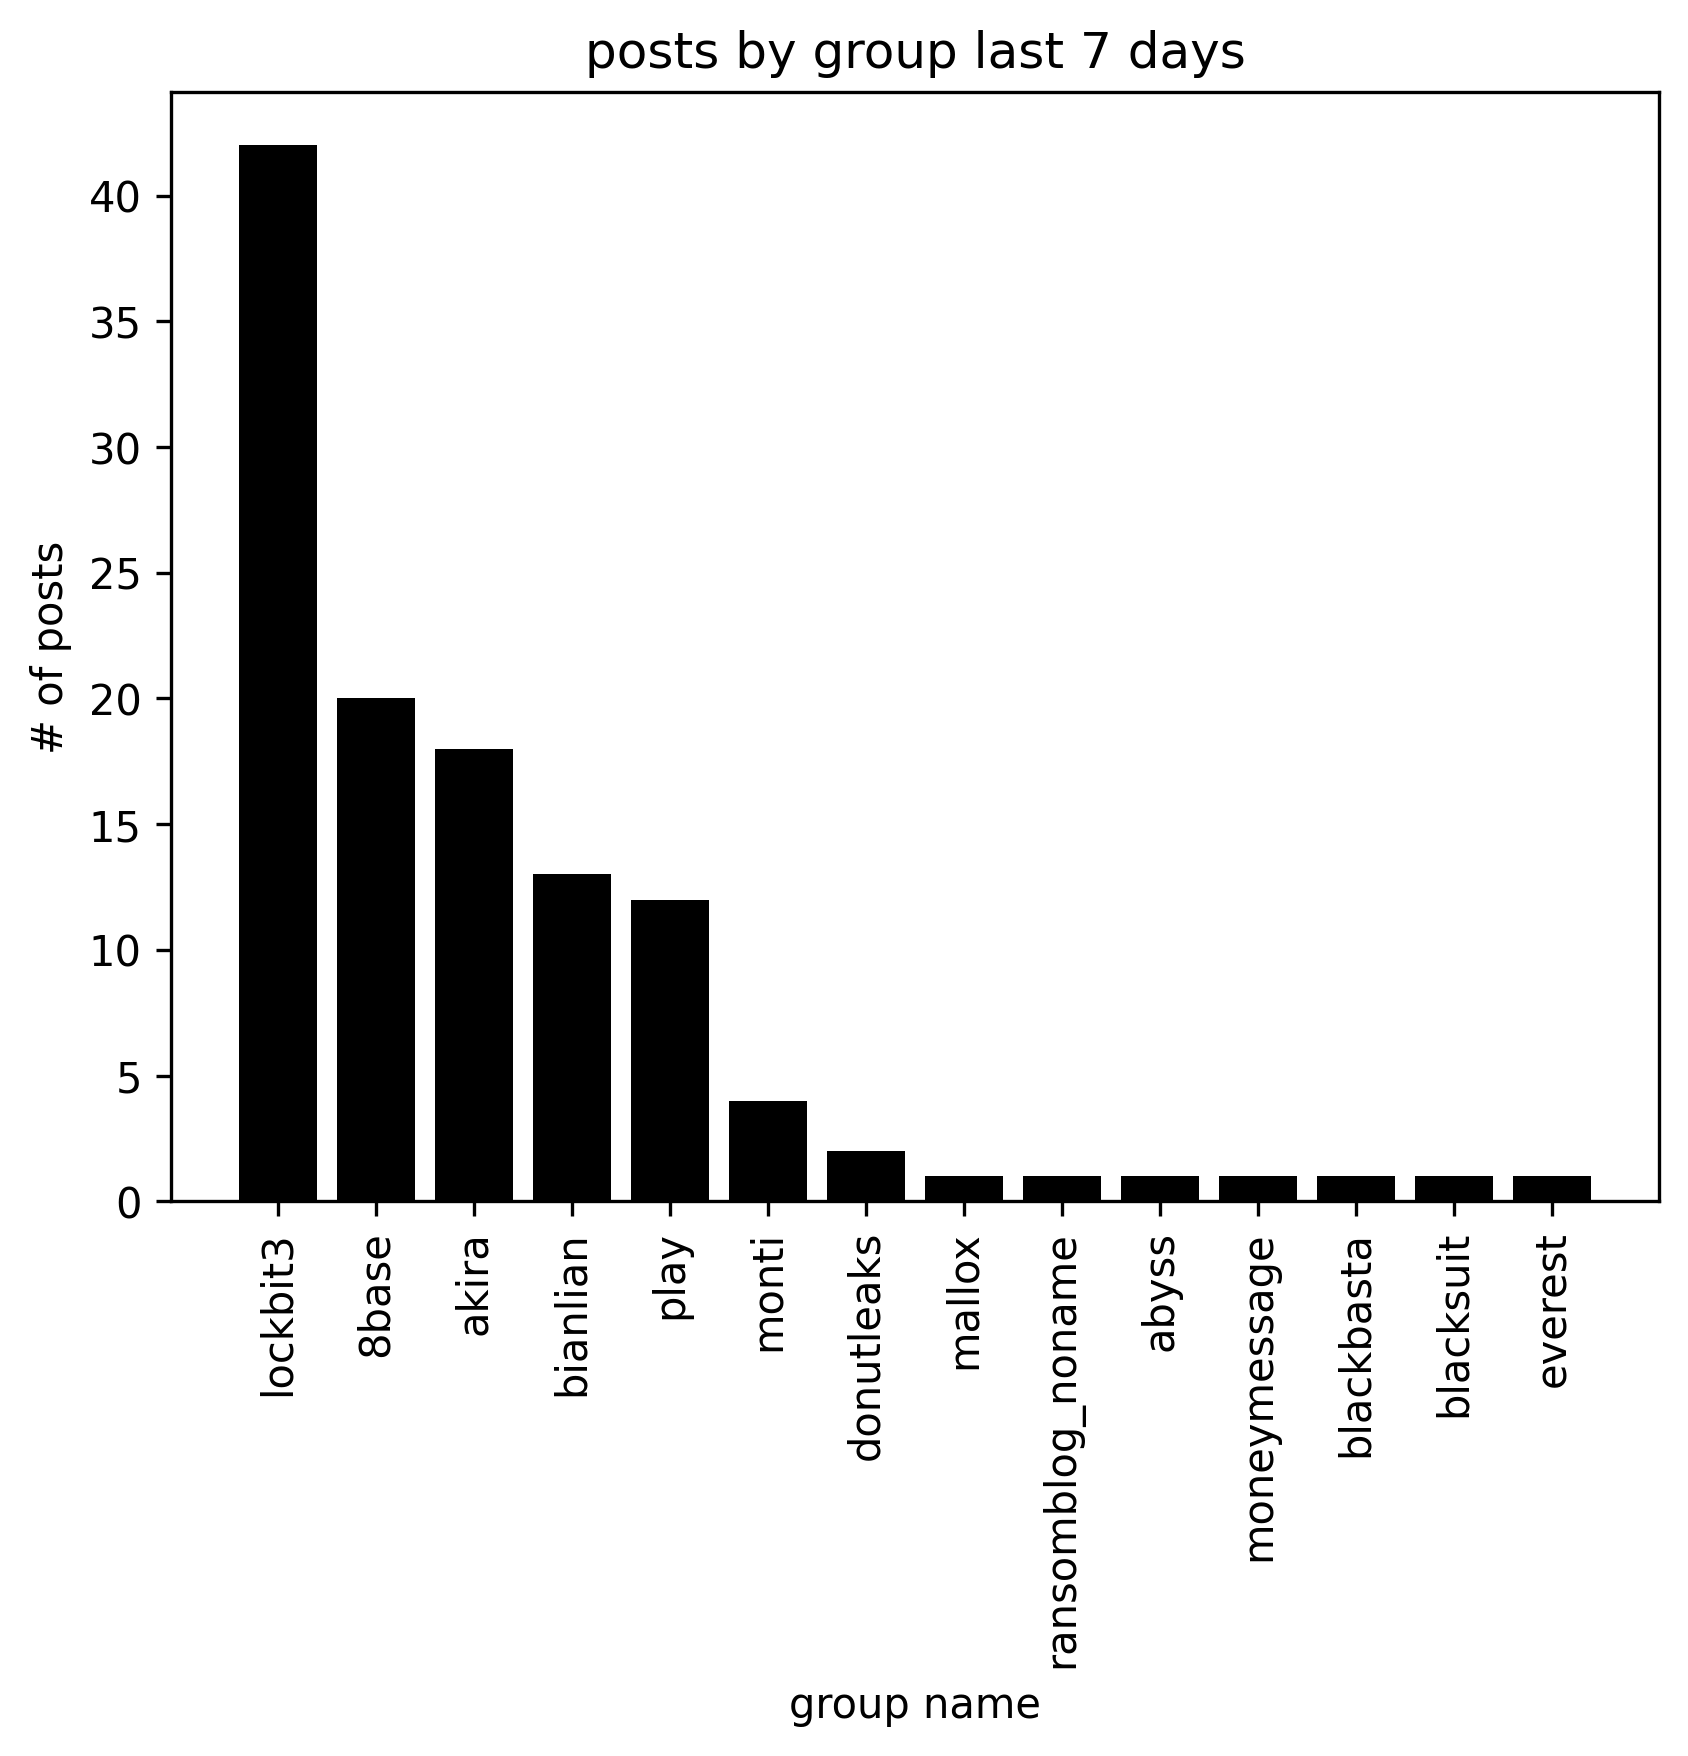 posts by group last 7 days
# of posts
40
35
30
25
20
15
10
5
0
lockbit3
8base
akira
bianlian
play
monti
donutleaks
mallox
ransomblog_noname
abyss
moneymessage
blackbasta
blacksuit
everest
group name